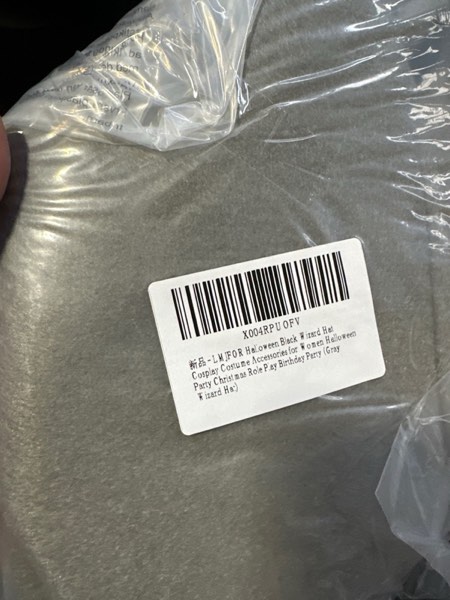 X004RPU0FV
新品 - LMJFOR Halloween Black Wizard Hat
Cosplay Costume Accessories for Women Halloween
Party Christmas Role Play Birthday Party (Gray
Wizard Hat)